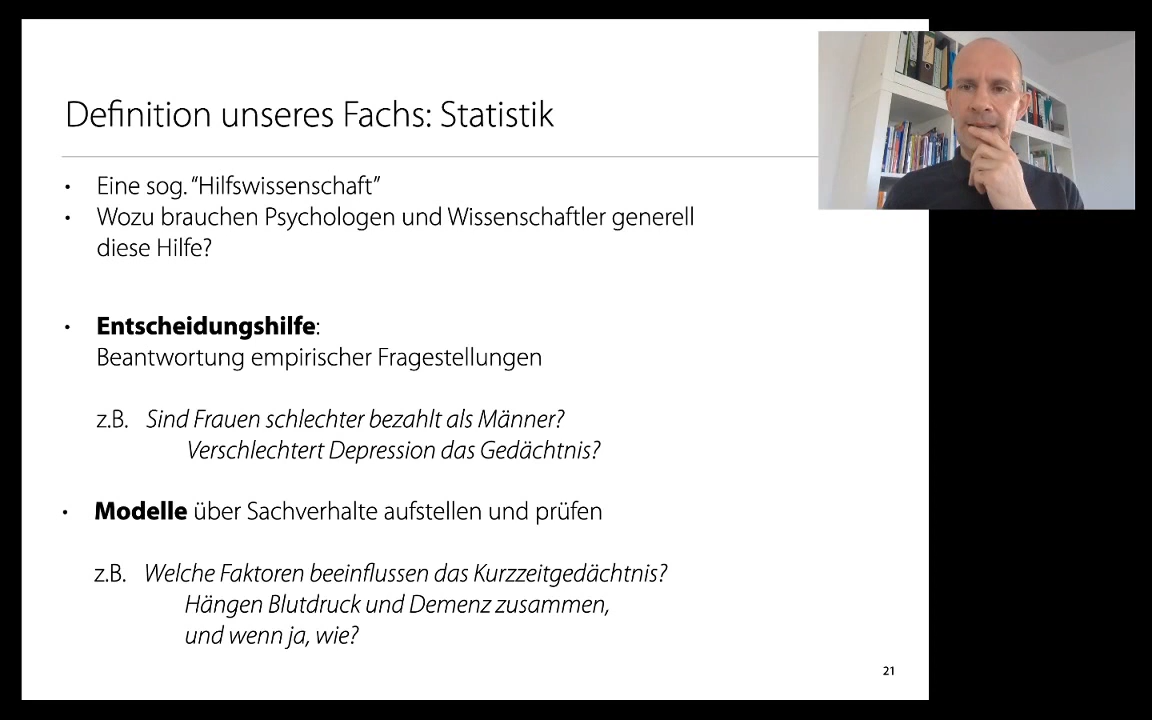 Definition unseres Fachs: Statistik
• Eine sog. “Hilfswissenschaft”
• Wozu brauchen Psychologen und Wissenschaftler generell
diese Hilfe?
• Entscheidungshilfe:
Beantwortung empirischer Fragestellungen
z.B. Sind Frauen schlechter bezahlt als Männer?
Verschlechtert Depression das Gedächtnis?
• Modelle über Sachverhalte aufstellen und prüfen
z.B. Welche Faktoren beeinflussen das Kurzzeitgedächtnis?
Hängen Blutdruck und Demenz zusammen,
und wenn ja, wie?
21